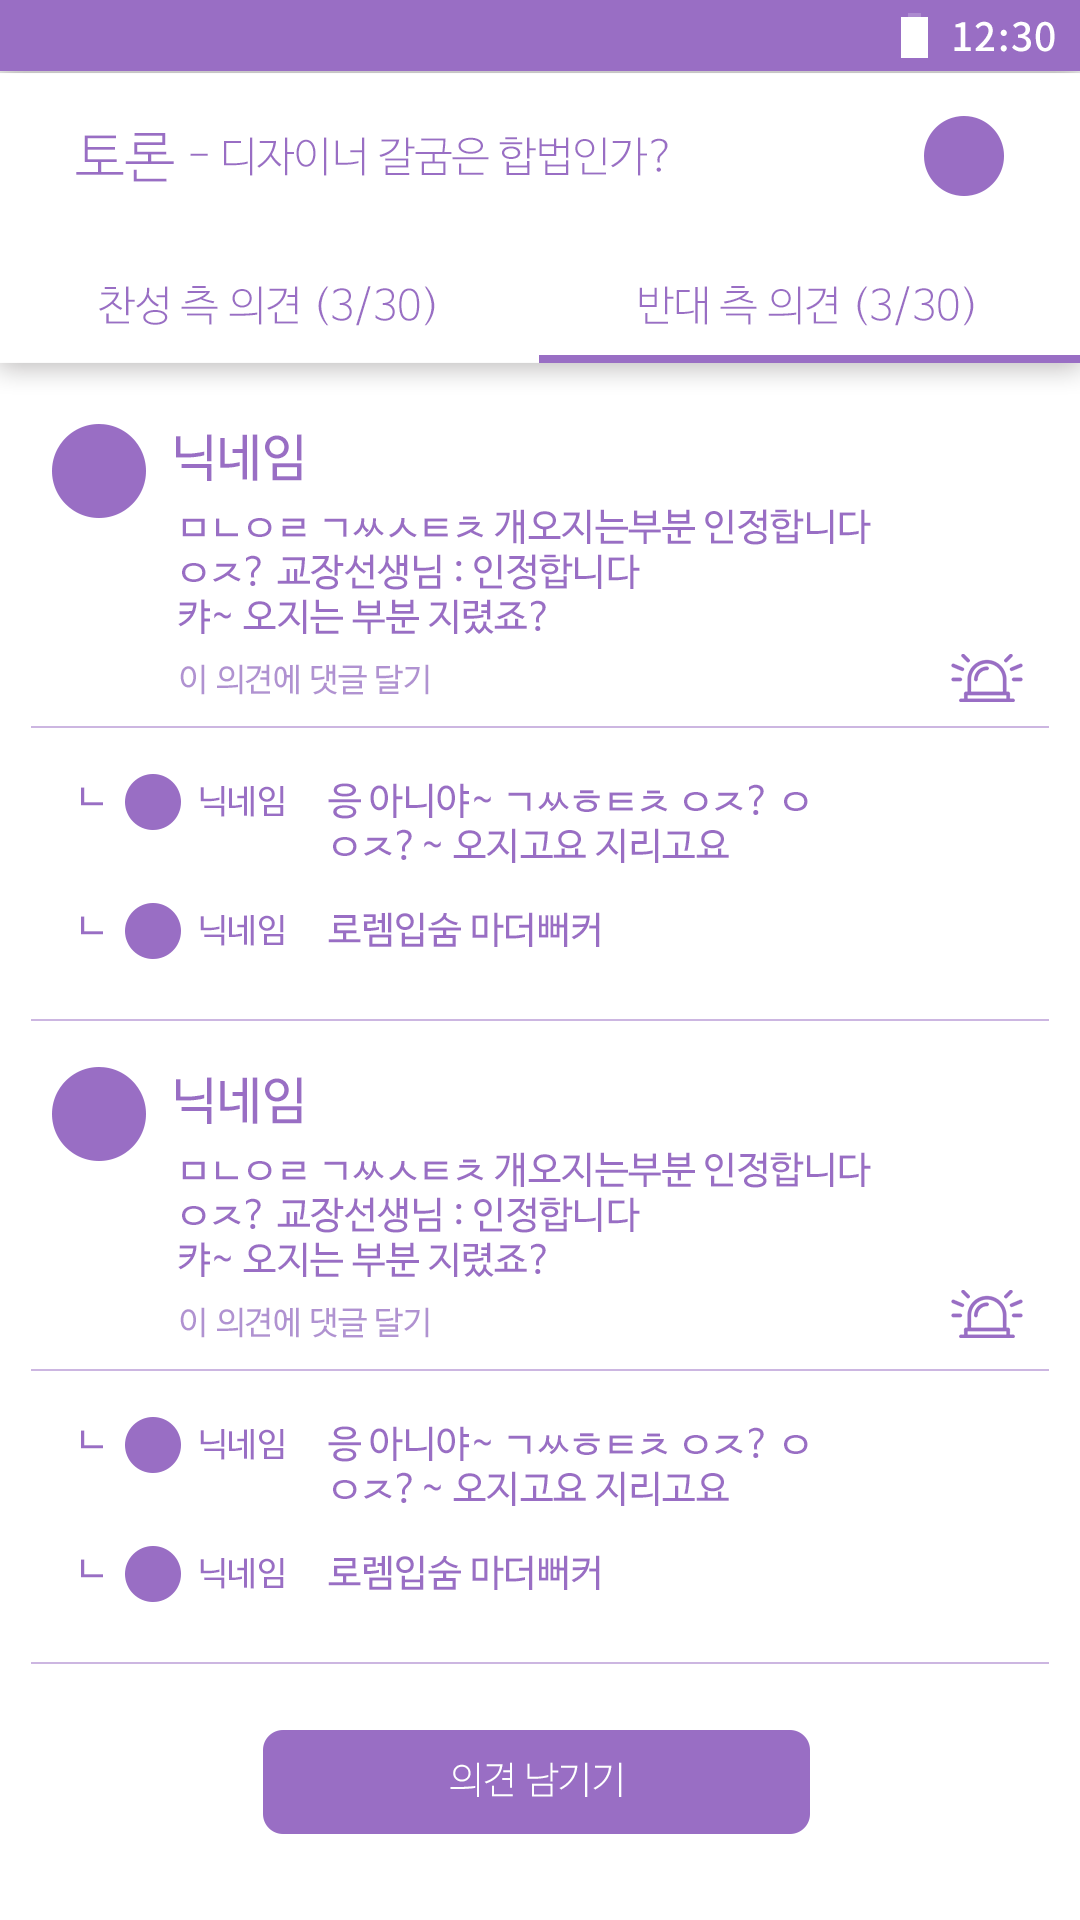 12:30
토론 - 디자이너 갈굼은 합법인가?
찬성 측 의견 (3/30)
반대 측 의견 (3/30)
닉네임
ㅁㄴㅇㄹ ㄱㅆㅅㅌㅊ 개오지는부분 인정합니다
ㅇㅈ? 교장선생님 : 인정합니다
캬~ 오지는 부분 지렸죠?
이 의견에 댓글 달기
ㄴ 닉네임 응 아니야~ ㄱㅆㅎㅌㅊ ㅇㅈ? ㅇ
ㅇㅈ? ~ 오지고요 지리고요
ㄴ 닉네임 로렘입숨 마더뻐커
닉네임
ㅁㄴㅇㄹ ㄱㅆㅅㅌㅊ 개오지는부분 인정합니다
ㅇㅈ? 교장선생님 : 인정합니다
캬~ 오지는 부분 지렸죠?
이 의견에 댓글 달기
ㄴ 닉네임 응 아니야~ ㄱㅆㅎㅌㅊ ㅇㅈ? ㅇ
ㅇㅈ? ~ 오지고요 지리고요
ㄴ 닉네임 로렘입숨 마더뻐커
의견 남기기